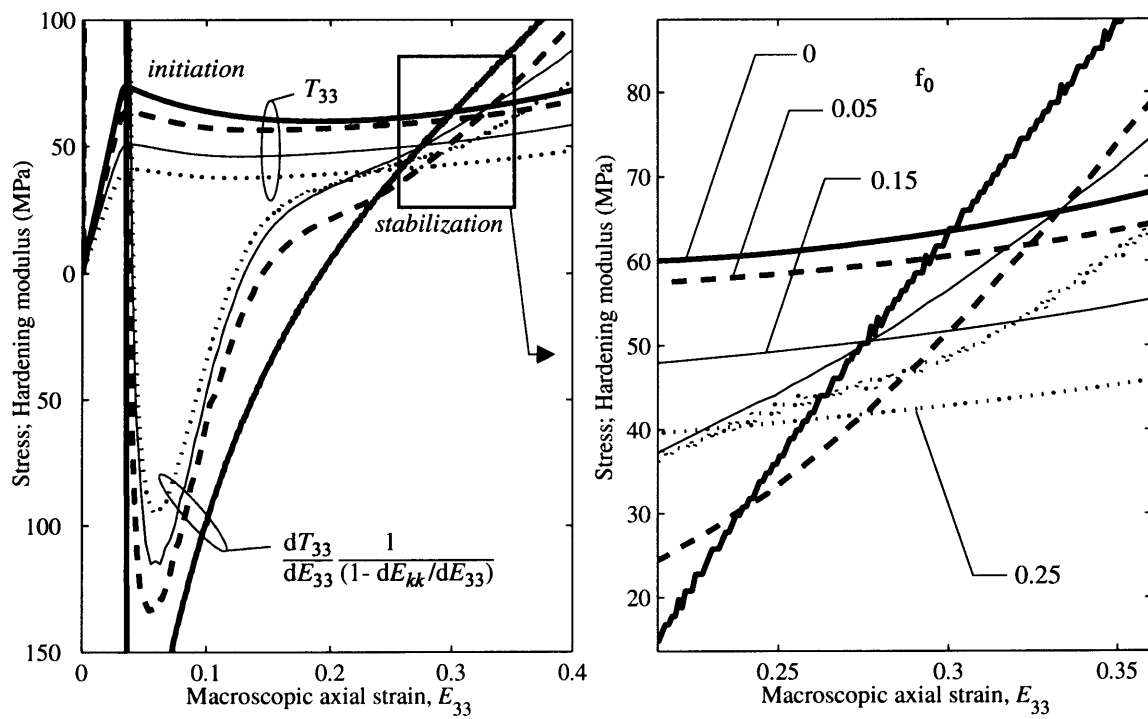 100
50
0
50
100
150
0
0.1
0.2
0.3
0.4
Stress; Hardening modulus (MPa)
Macroscopic axial strain, E33
initiation
T33
stabilization
dT33 1
dE33 (1- dEkk/dE33)
80
70
60
50
40
30
20
0.25
0.3
0.35
Stress; Hardening modulus (MPa)
Macroscopic axial strain, E33
0
f0
0.05
0.15
0.25